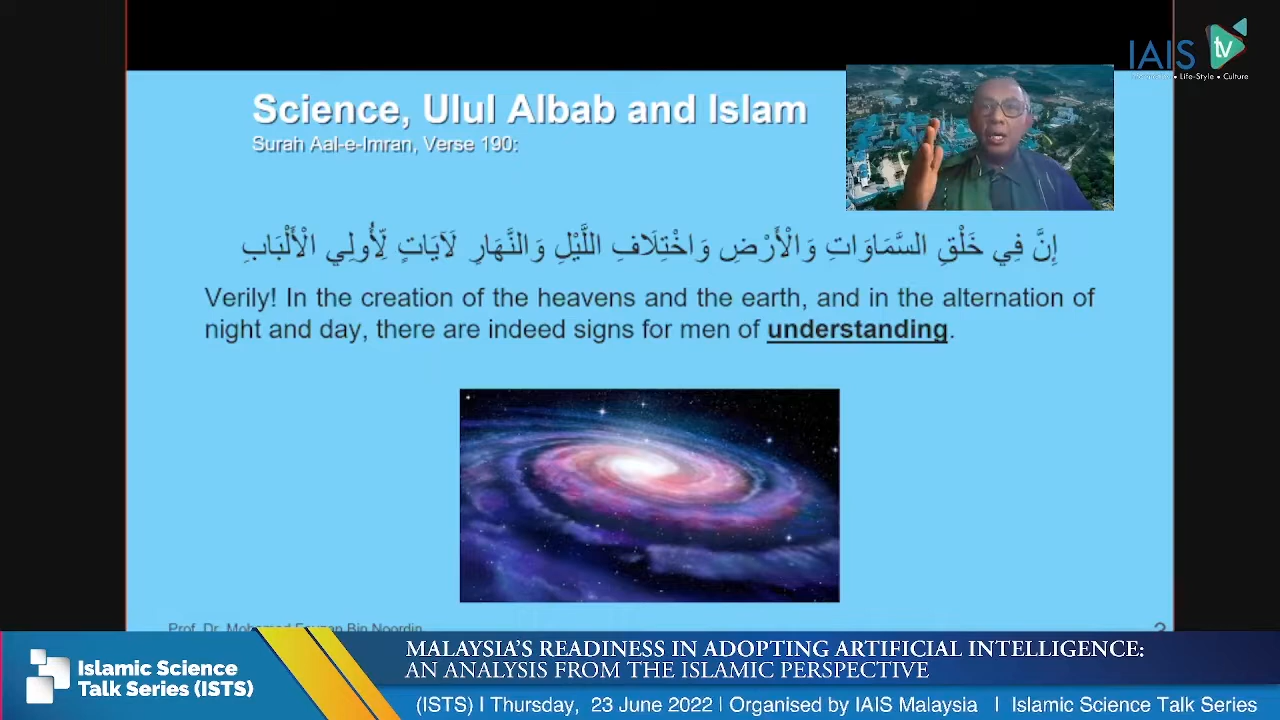 IAIS tv
• Life-Style • Culture
Science, Ulul Albab and Islam
Surah Aal-e-Imran, Verse 190:
إِنَّ فِي خَلْقِ السَّمَاوَاتِ وَالْأَرْضِ وَاخْتِلَافِ اللَّيْلِ وَالنَّهَارِ لَآيَاتٍ لِّأُولِي الْأَلْبَابِ
Verily! In the creation of the heavens and the earth, and in the alternation of
night and day, there are indeed signs for men of understanding.
Prof. Dr. Mohamed Bin Noordin
Islamic Science
Talk Series (ISTS)
MALAYSIA'S READINESS IN ADOPTING ARTIFICIAL INTELLIGENCE:
AN ANALYSIS FROM THE ISLAMIC PERSPECTIVE
(ISTS) I Thursday, 23 June 2022 I Organised by IAIS Malaysia I Islamic Science Talk Series